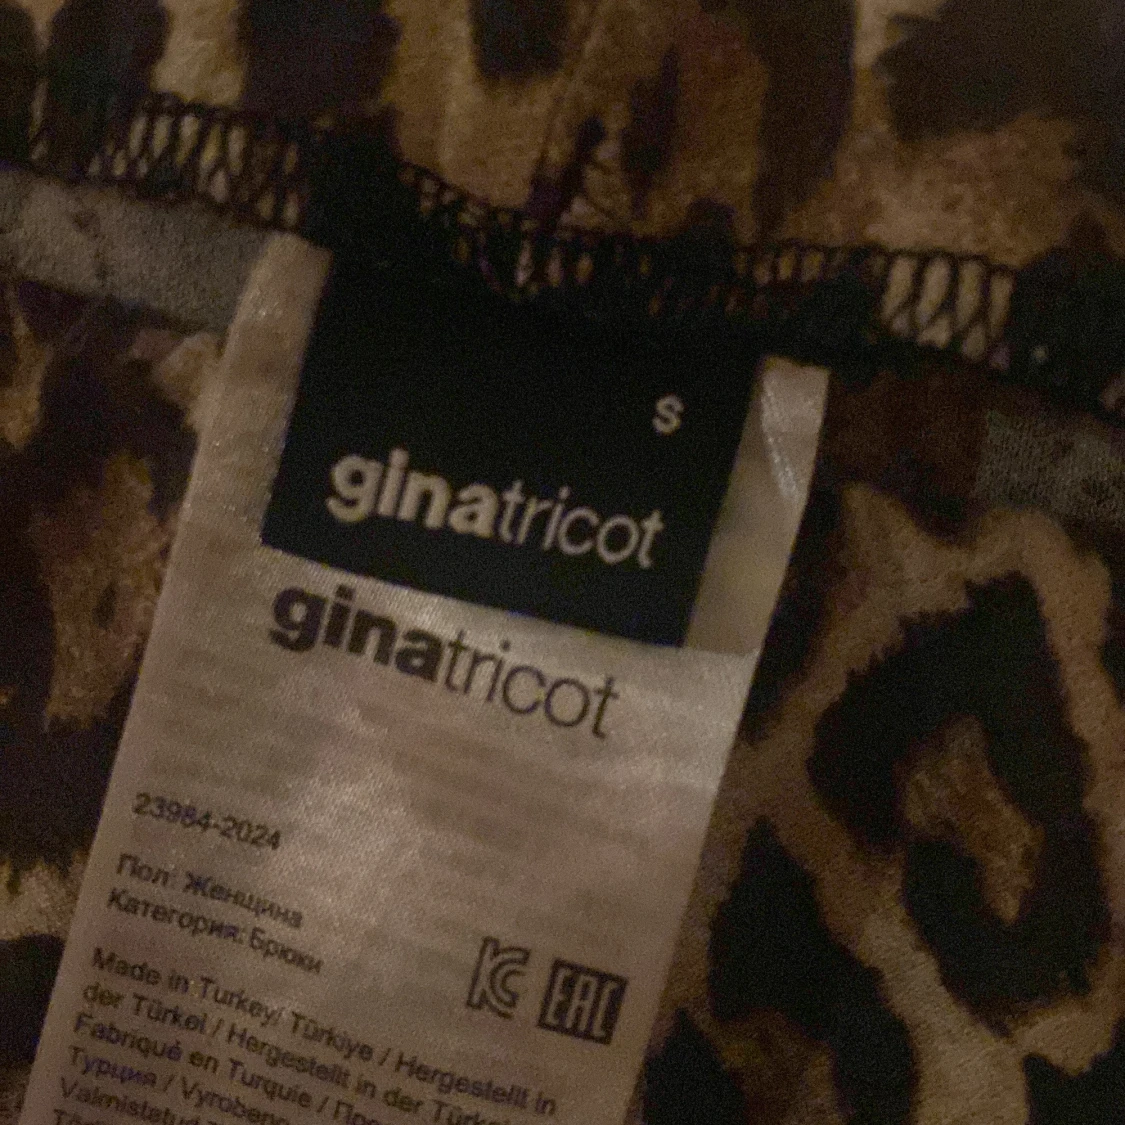 S
ginatricot
ginatricot
23984-2024
Пол: Женщина
Категория: Брюки
KC EAC
Made in Turkey/ Türkiye / Hergestellt in
der Türkei / Hergestellt in der
Fabriqué en Turquie /
Турция / Vyrobeno
Valmistettu